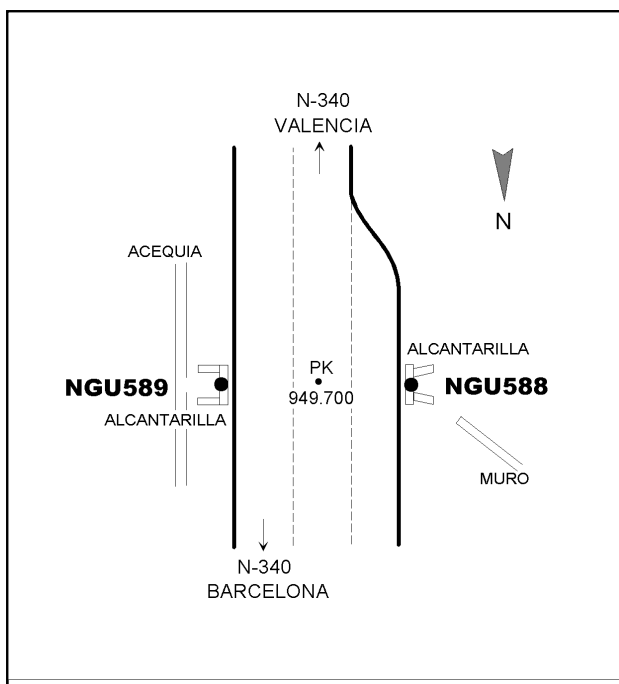 N-340
VALENCIA
N
ACEQUIA
ALCANTARILLA
PK
NGU589
949.700
NGU588
ALCANTARILLA
MURO
N-340
BARCELONA